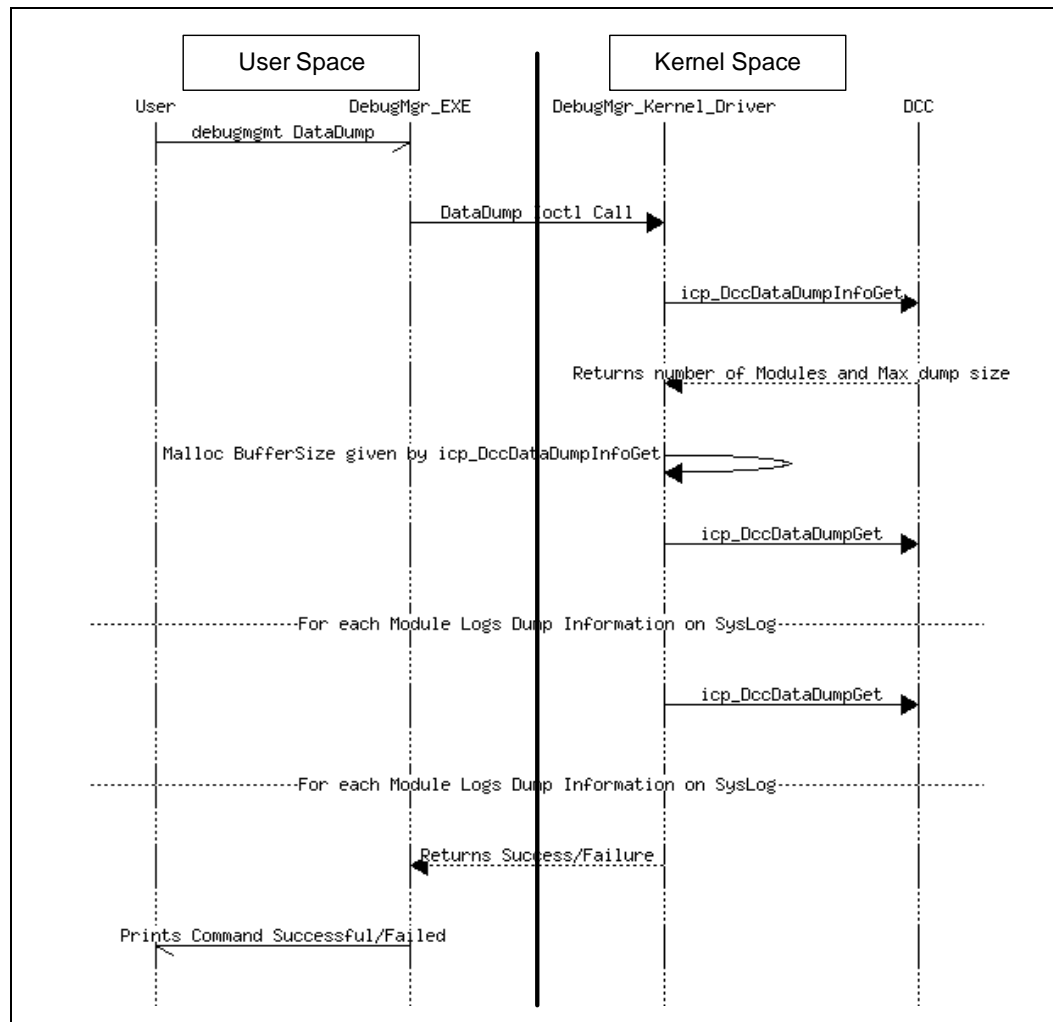 User Space
Kernel Space
User
DebugMgr_EXE
DebugMgr_Kernel_Driver
DCC
debugmgmt DataDump
DataDump ioctl Call
icp_DccDataDumpInfoGet
Returns number of Modules and Max dump size
Malloc BufferSize given by icp_DccDataDumpInfoGet
icp_DccDataDumpGet
For each Module Logs Dump Information on SysLog
icp_DccDataDumpGet
For each Module Logs Dump Information on SysLog
Returns Success/Failure
Prints Command Successful/Failed